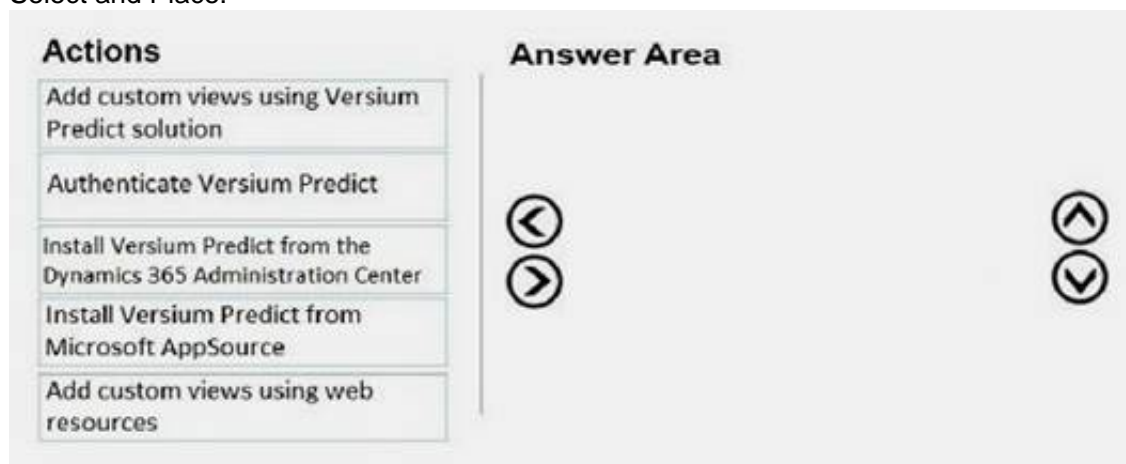 Select and Place:
Actions
Answer Area
Add custom views using Versium
Predict solution
Authenticate Versium Predict
Install Versium Predict from the
Dynamics 365 Administration Center
Install Versium Predict from
Microsoft AppSource
Add custom views using web
resources